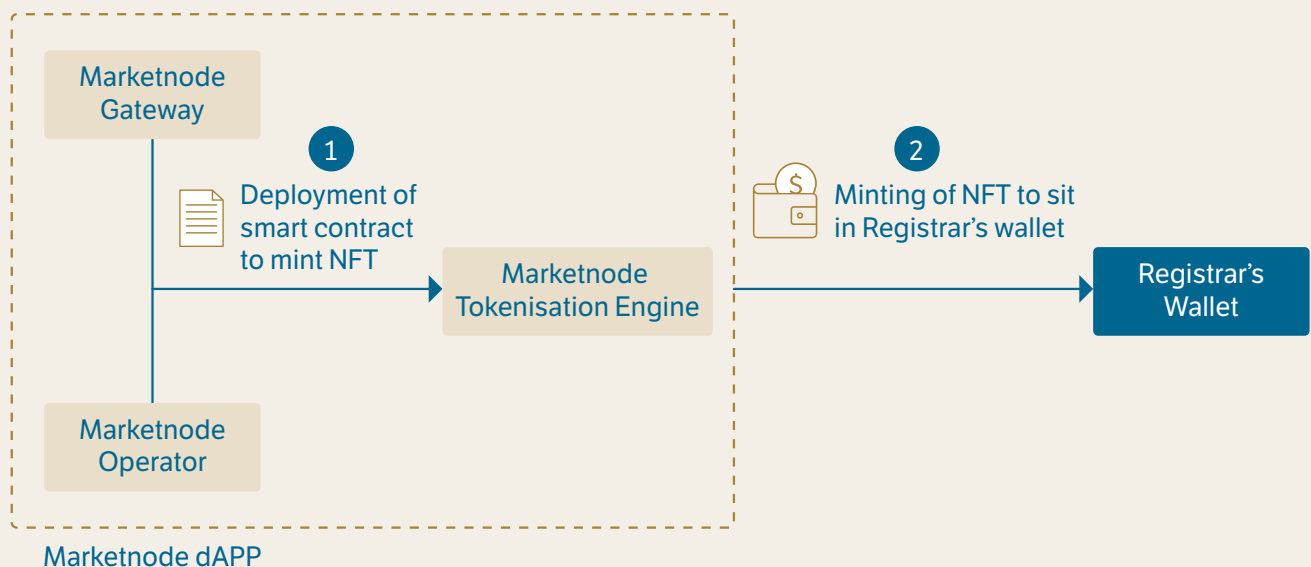 Marketnode
Gateway
1
Deployment of
smart contract
to mint NFT
2
$
Minting of NFT to sit
in Registrar’s wallet
Marketnode
Tokenisation Engine
Registrar’s
Wallet
Marketnode
Operator
Marketnode dAPP